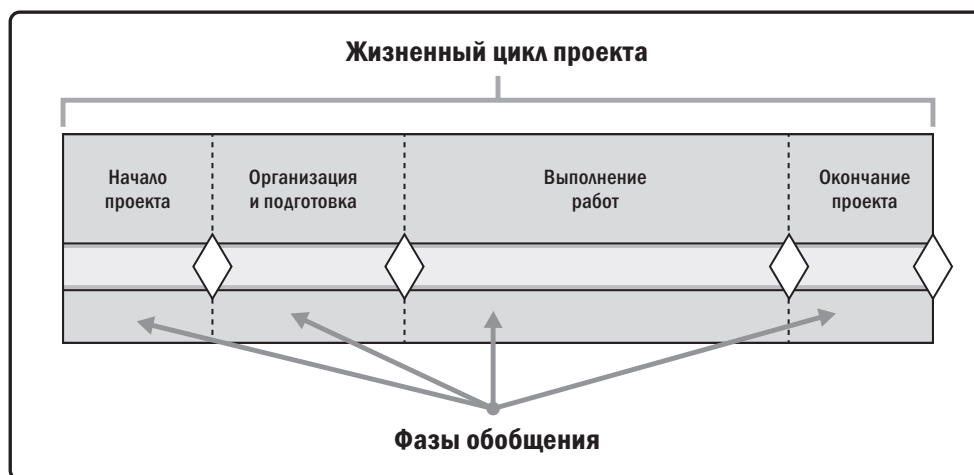 Жизненный цикл проекта
Начало
проекта
Организация
и подготовка
Выполнение
работ
Окончание
проекта
Фазы обобщения